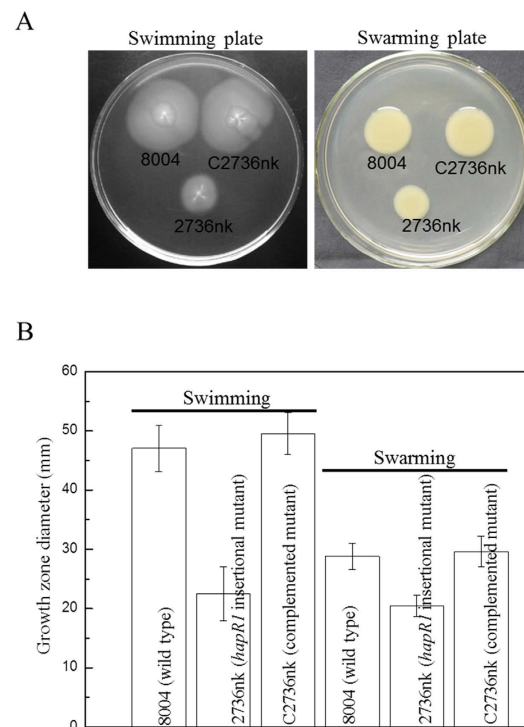 A
Swimming plate
Swarming plate
8004
C2736nk
2736nk
8004
C2736nk
2736nk
B
Growth zone diameter (mm)
60
50
40
30
20
10
0
Swimming
Swarming
8004 (wild type)
2736nk (hapR1 insertional mutant)
C2736nk (complemented mutant)
8004 (wild type)
2736nk (hapR1 insertional mutant)
C2736nk (complemented mutant)